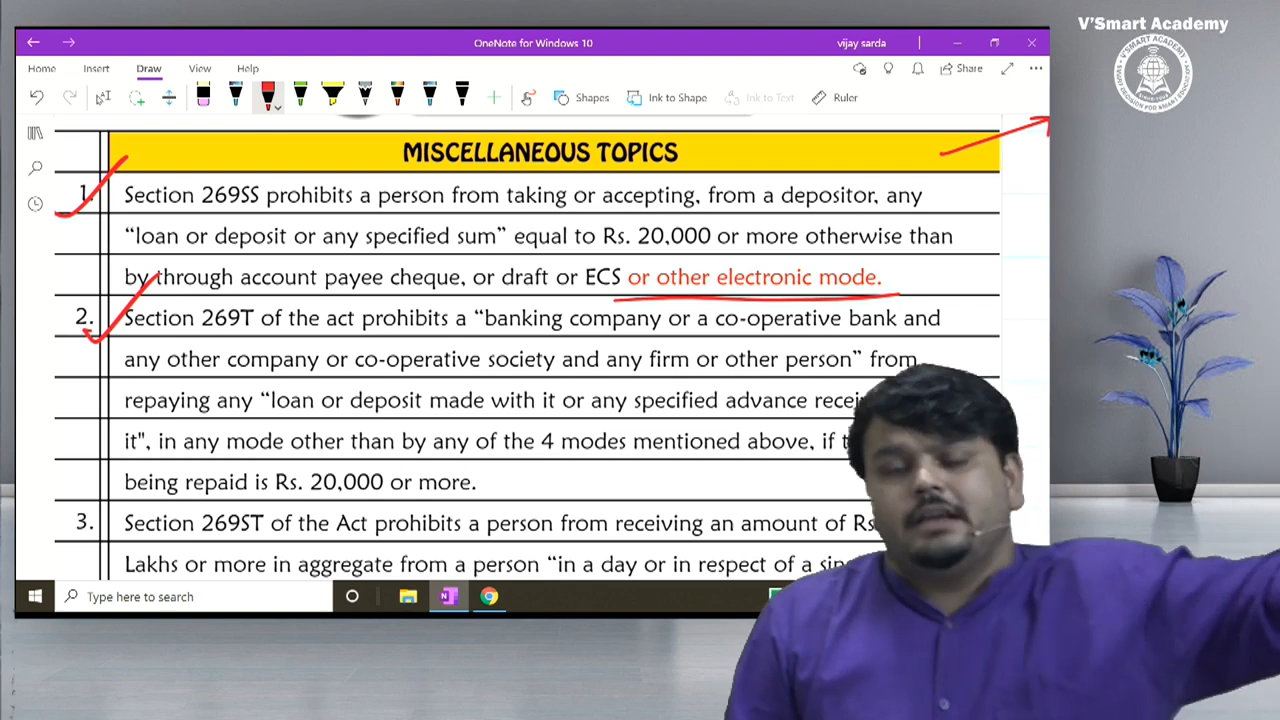 V'Smart Academy
OneNote for Windows 10
vijay sarda
Home Insert Draw View Help
Share
Shapes Ink to Shape Ink to Text Ruler
MISCELLANEOUS TOPICS
1. Section 269SS prohibits a person from taking or accepting, from a depositor, any
"loan or deposit or any specified sum" equal to Rs. 20,000 or more otherwise than
by through account payee cheque, or draft or ECS or other electronic mode.
2. Section 269T of the act prohibits a "banking company or a co-operative bank and
any other company or co-operative society and any firm or other person" from
repaying any "loan or deposit made with it or any specified advance
it", in any mode other than by any of the 4 modes mentioned above, if
being repaid is Rs. 20,000 or more.
3. Section 269ST of the Act prohibits a person from receiving an amount of Rs
Lakhs or more in aggregate from a person "in a day or in respect of a
Type here to search